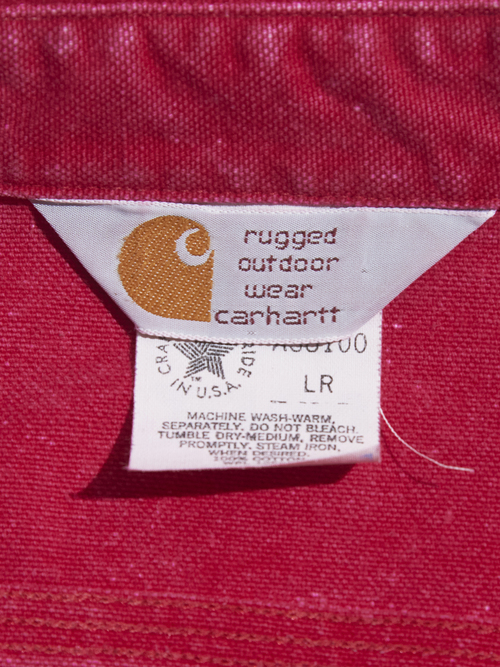 rugged
outdoor
wear
carhartt
IN U.S.A.
TM
LR
MACHINE WASH-WARM,
SEPARATELY. DO NOT BLEACH.
TUMBLE DRY-MEDIUM, REMOVE
PROMPTLY. STEAM IRON,
WHEN DESIRED.
100% COTTON